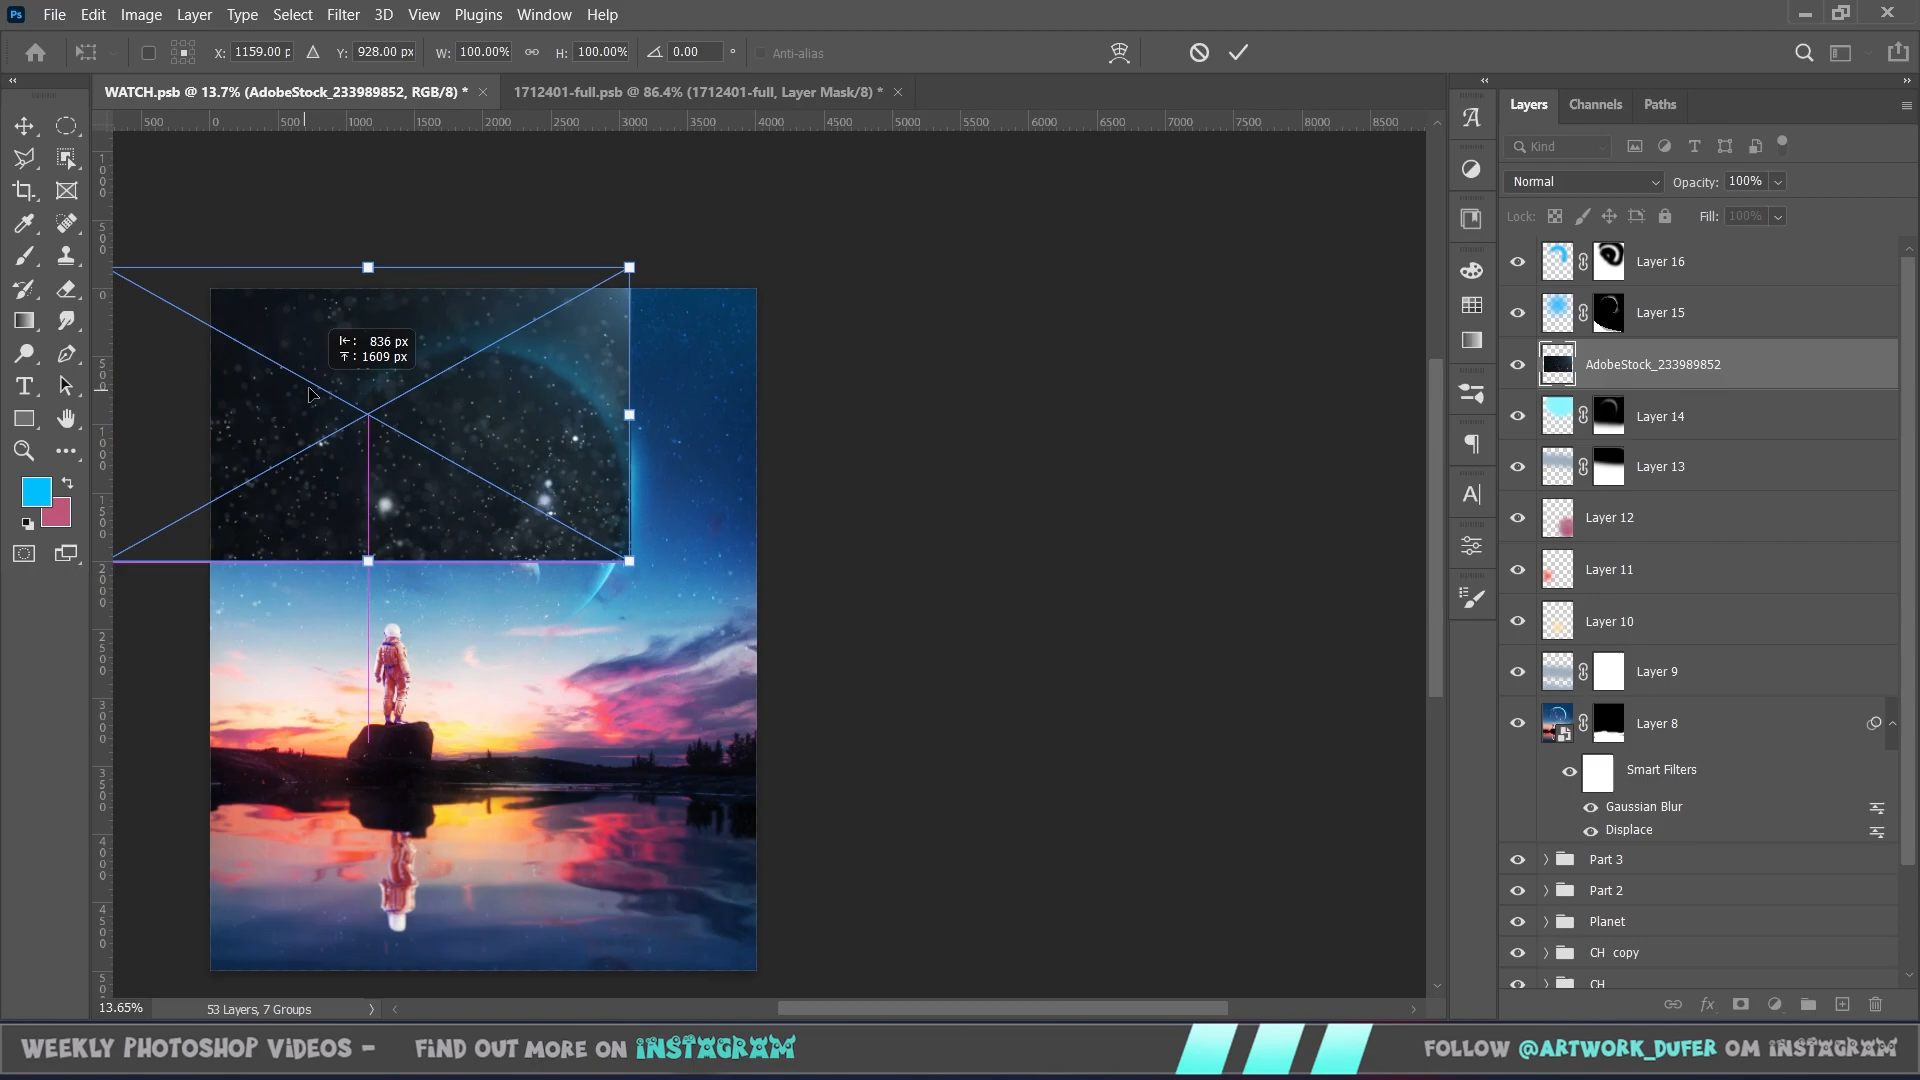 Ps File Edit Image Layer Type Select Filter 3D View Plugins Window Help
X: 1159.00 p Y: 928.00 px W: 100.00% H: 100.00% 0.00 ° Anti-alias
WATCH.psb @ 13.7% (AdobeStock_233989852, RGB/8) *
1712401-full.psb @ 86.4% (1712401-full, Layer Mask/8) *
500 0 500 1000 1500 2000 2500 3000 3500 4000 4500 5000 5500 6000 6500 7000 7500 8000 8500
836 px
1609 px
Layers Channels Paths
Kind
Normal Opacity: 100%
Lock: Fill: 100%
Layer 16
Layer 15
AdobeStock_233989852
Layer 14
Layer 13
Layer 12
Layer 11
Layer 10
Layer 9
Layer 8
Smart Filters
Gaussian Blur
Displace
Part 3
Part 2
Planet
CH copy
CH
fx
13.65% 53 Layers, 7 Groups
WEEKLY PHOTOSHOP VIDEOS - FIND OUT MORE ON INSTAGRAM
FOLLOW @ARTWORK_DUFER OM INSTAGRAM